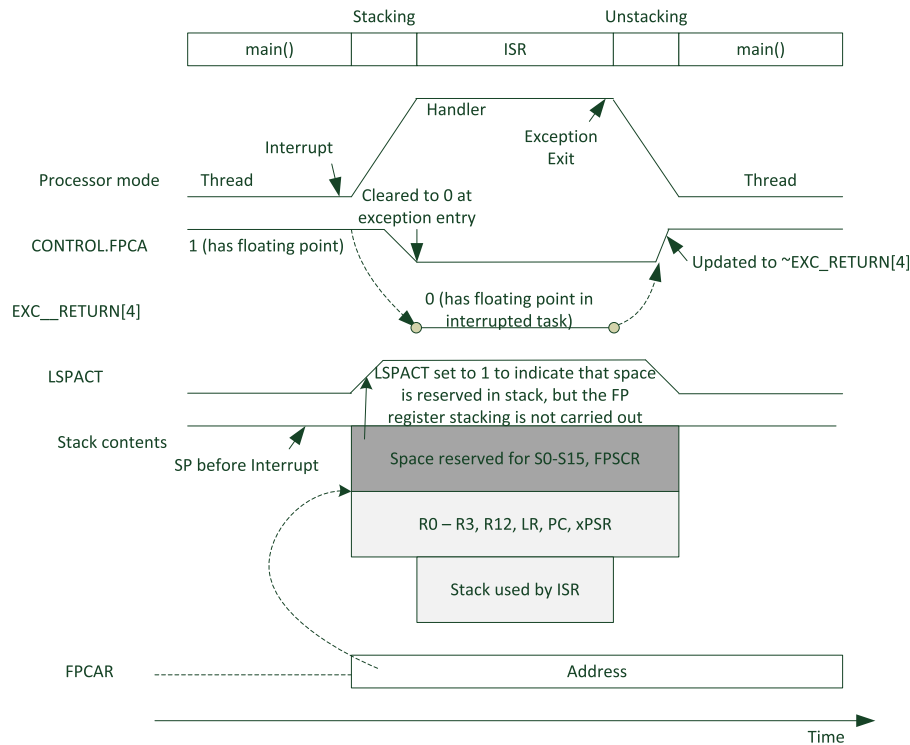 Stacking
Unstacking
main()
ISR
main()
Handler
Interrupt
Exception
Exit
Processor mode
Thread
Thread
Cleared to 0 at
exception entry
CONTROL.FPCA
1 (has floating point)
Updated to ~EXC_RETURN[4]
EXC__RETURN[4]
0 (has floating point in
interrupted task)
LSPACT
LSPACT set to 1 to indicate that space
is reserved in stack, but the FP
register stacking is not carried out
Stack contents
SP before Interrupt
Space reserved for S0-S15, FPSCR
R0 – R3, R12, LR, PC, xPSR
Stack used by ISR
FPCAR
Address
Time